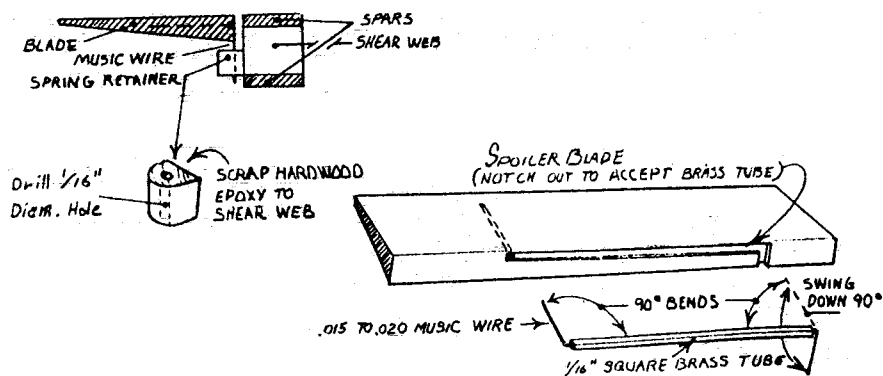 SPARS
BLADE
SHEAR WEB
MUSIC WIRE
SPRING RETAINER
Drill 1/16"
Diam. Hole
SCRAP HARDWOOD
EPOXY TO
SHEAR WEB
SPOILER BLADE
(NOTCH OUT TO ACCEPT BRASS TUBE)
SWING
DOWN 90°
90° BENDS
.015 TO .020 MUSIC WIRE
1/16" SQUARE BRASS TUBE